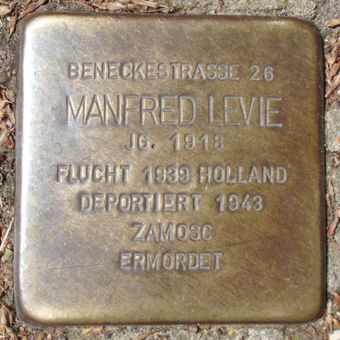 BENECKESTRASSE 26
MANFRED LEVIE
JG. 1918
FLUCHT 1939 HOLLAND
DEPORTIERT 1943
ZAMOSC
ERMORDET